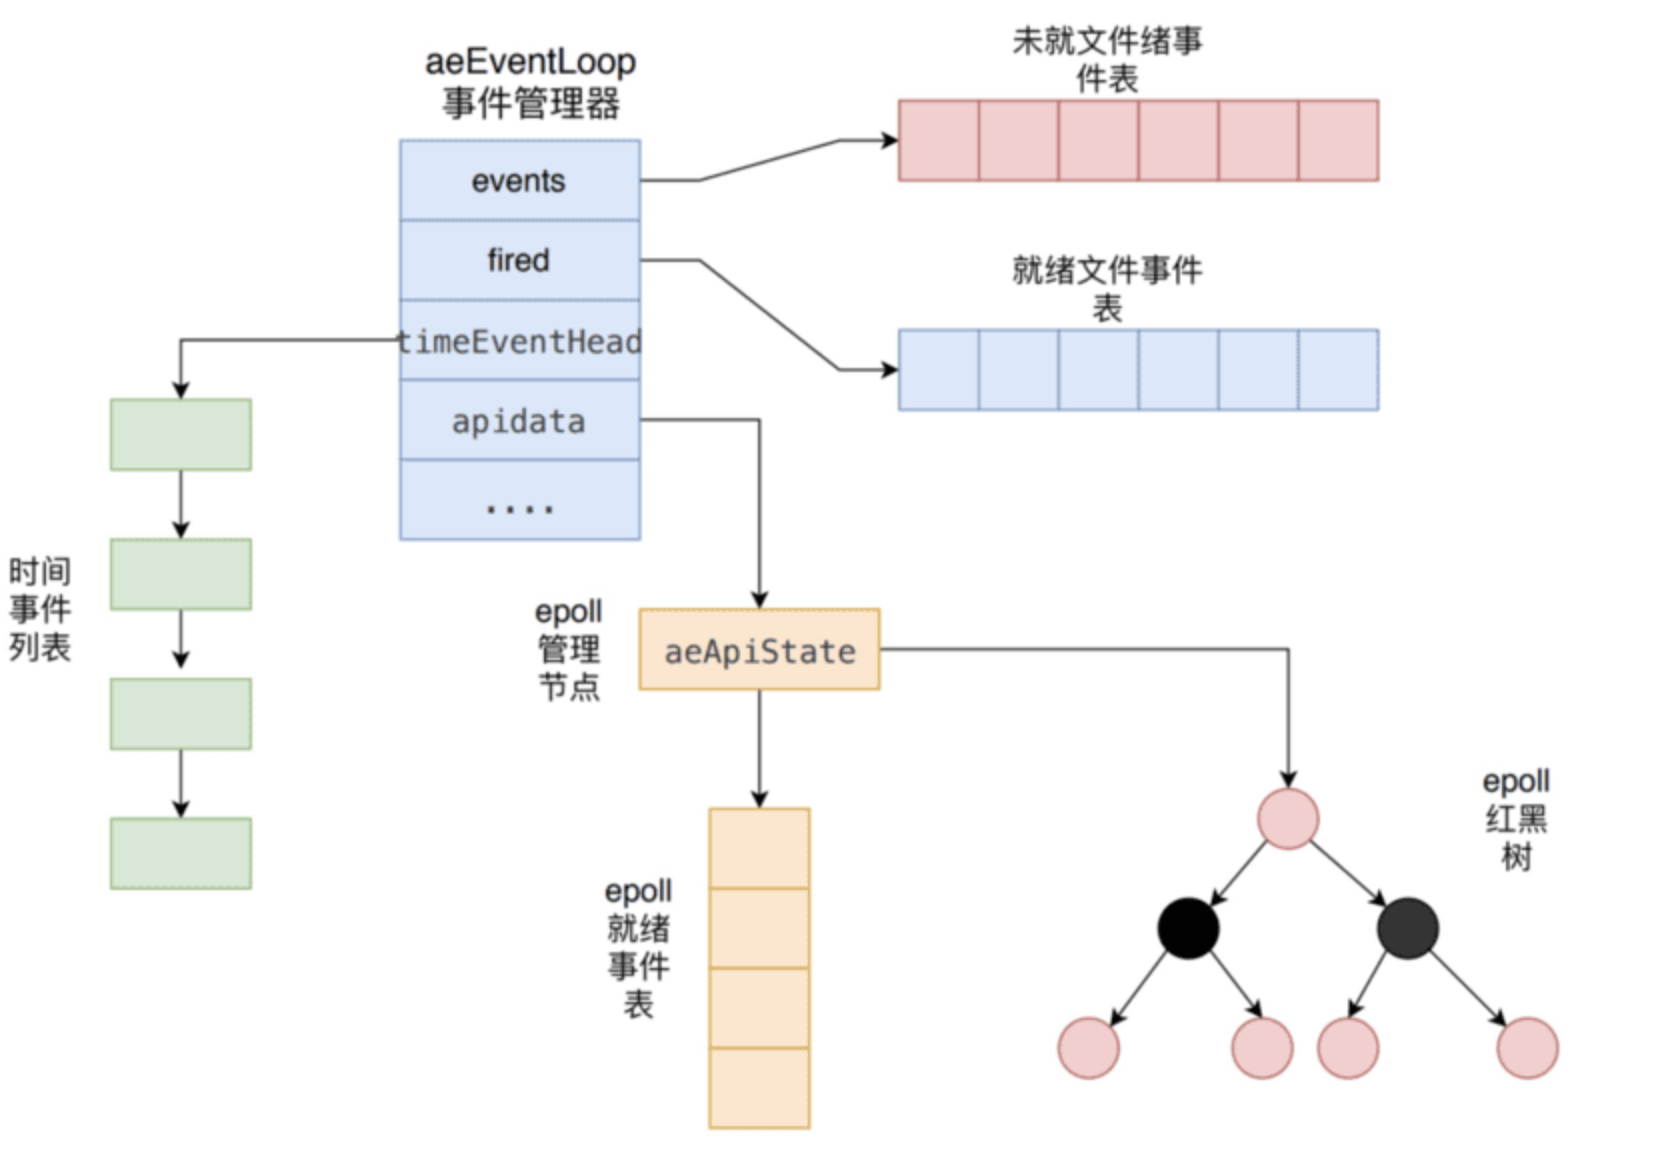 aeEventLoop
事件管理器
未就文件绪事
件表
events
fired
timeEventHead
apidata
....
就绪文件事件
表
时间
事件
列表
epoll
管理
节点
aeApiState
epoll
就绪
事件
表
epoll
红黑
树